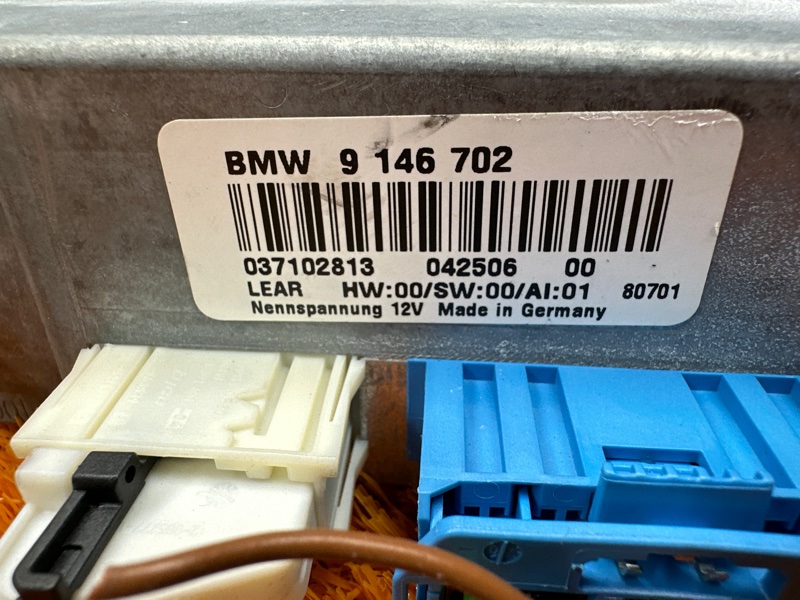 BMW 9 146 702
037102813 042506 00
LEAR HW:00/SW:00/AI:01 80701
Nennspannung 12V Made in Germany